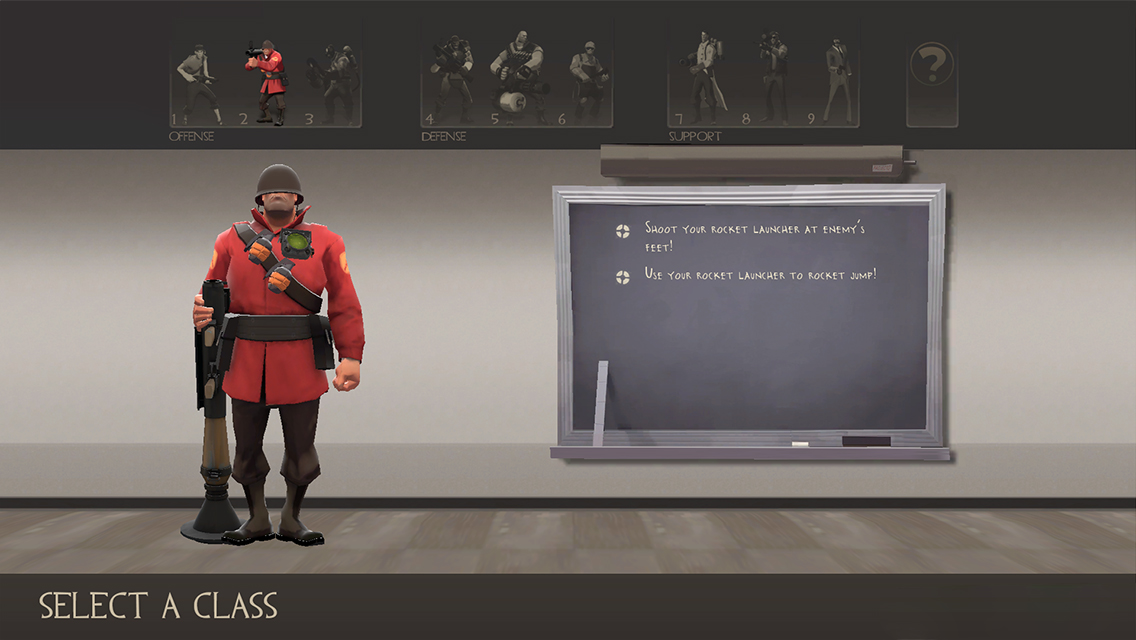 1 2 3 4 5 6 7 8 9 ?
OFFENSE DEFENSE SUPPORT
SHOOT YOUR ROCKET LAUNCHER AT ENEMY'S
FEET!
USE YOUR ROCKET LAUNCHER TO ROCKET JUMP!
SELECT A CLASS